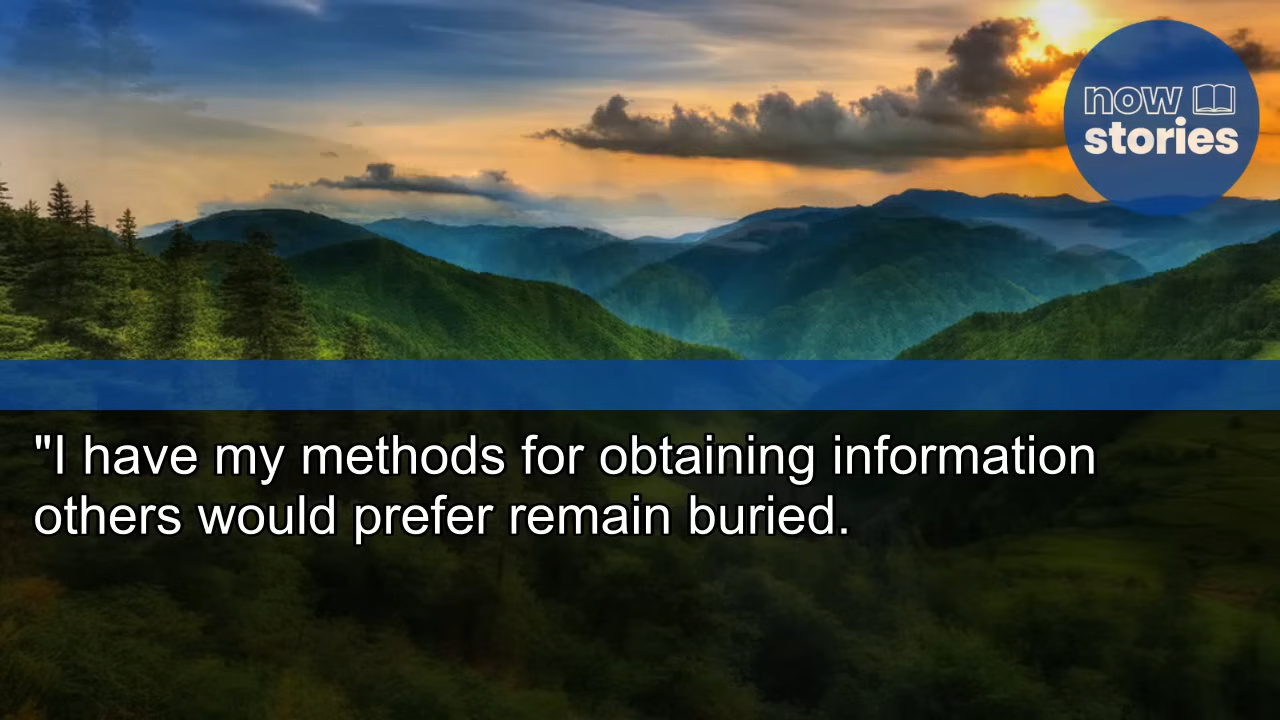 now
stories
"I have my methods for obtaining information
others would prefer remain buried.